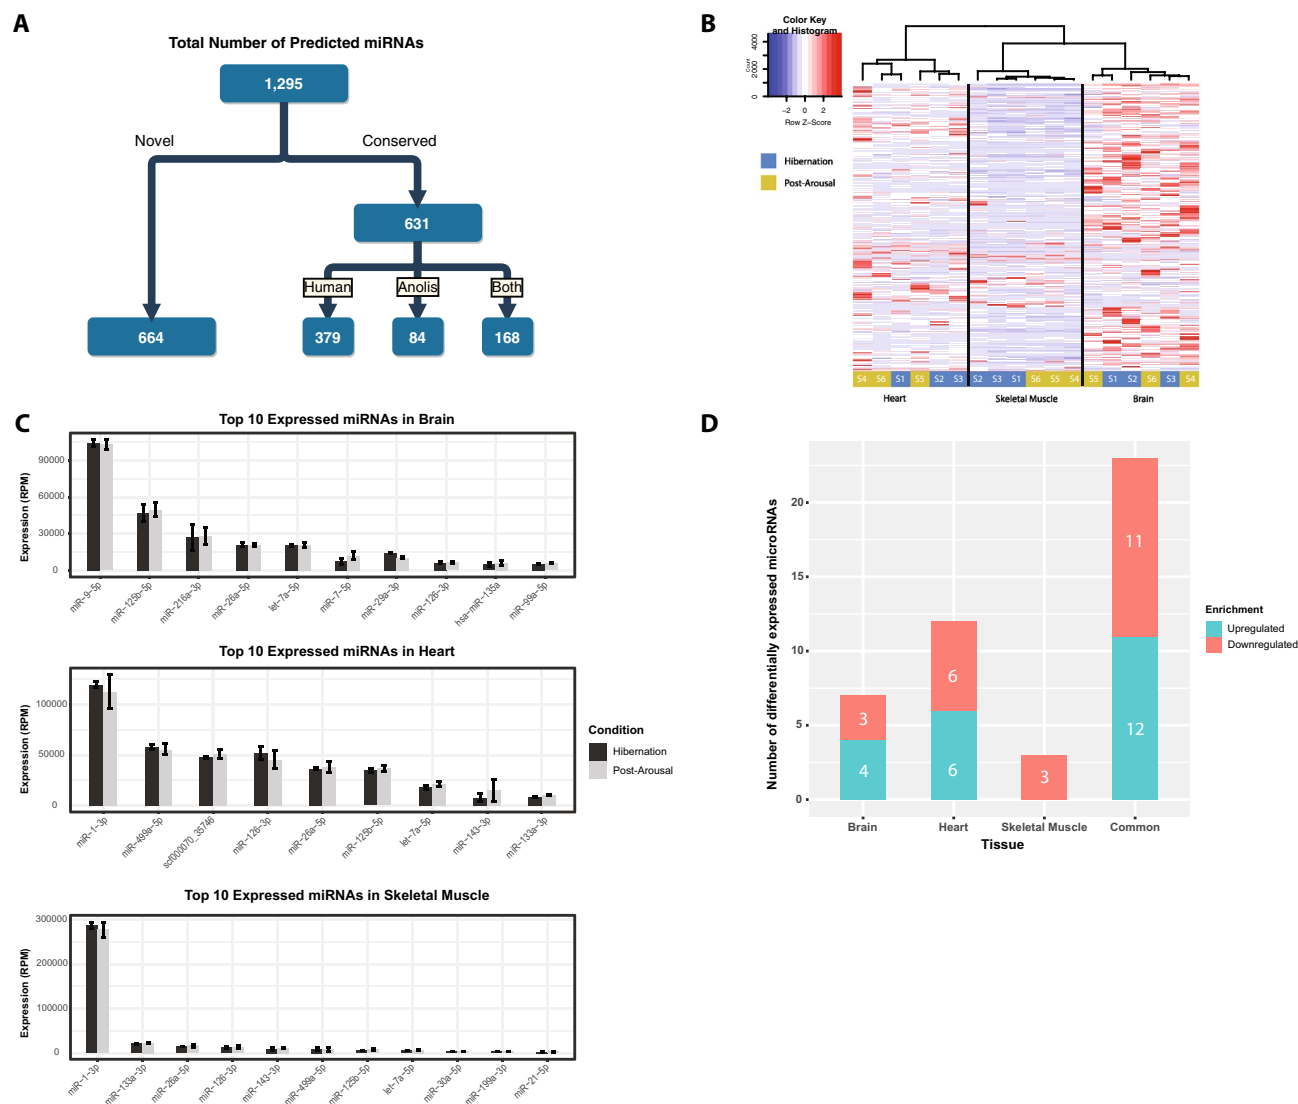 A
Total Number of Predicted miRNAs
1,295
Novel
Conserved
631
Human
Anolis
Both
664
379
84
168
B
Color Key
and Histogram
Count
0
2000
4000
−2
0
2
Row Z−Score
Hibernation
Post-Arousal
S4 S6 S1 S5 S2 S3 S2 S3 S1 S6 S5 S4 S5 S1 S2 S6 S3 S4
Heart
Skeletal Muscle
Brain
C
Top 10 Expressed miRNAs in Brain
Expression (RPM)
90000
60000
30000
0
miR−9−5p
miR−125b−5p
miR−216a−3p
miR−26a−5p
let−7a−5p
miR−7−5p
miR−29a−3p
miR−126−3p
hsa−miR−135a
miR−99a−5p
Top 10 Expressed miRNAs in Heart
Expression (RPM)
100000
50000
0
miR−1−3p
miR−499a−5p
scf000070_35746
miR−126−3p
miR−26a−5p
miR−125b−5p
let−7a−5p
miR−143−3p
miR−133a−3p
Condition
Hibernation
Post−Arousal
Top 10 Expressed miRNAs in Skeletal Muscle
Expression (RPM)
300000
200000
100000
0
miR−1−3p
miR−133a−3p
miR−26a−5p
miR−126−3p
miR−143−3p
miR−499a−5p
miR−125b−5p
let−7a−5p
miR−30a−5p
miR−199a−3p
miR−21−5p
D
Number of differentially expressed microRNAs
20
15
10
5
0
3
4
6
6
3
11
12
Brain
Heart
Skeletal Muscle
Common
Tissue
Enrichment
Upregulated
Downregulated